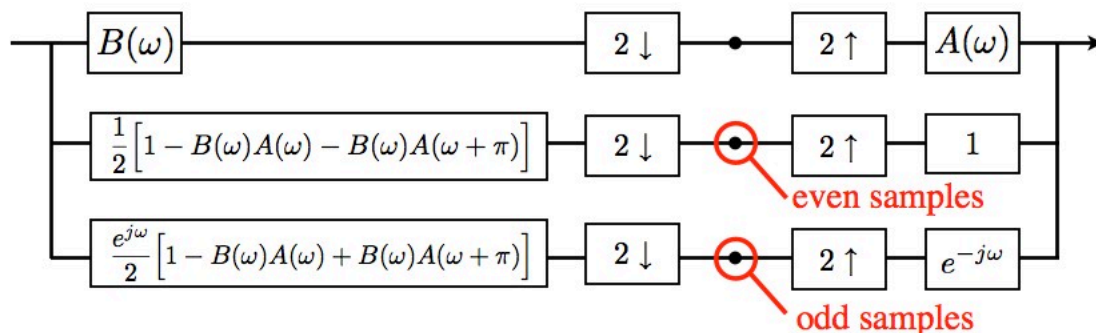 B(ω) 2 ↓ 2 ↑ A(ω)
1/2[1 − B(ω)A(ω) − B(ω)A(ω + π)] 2 ↓ 2 ↑ 1
even samples
e^{jω}/2[1 − B(ω)A(ω) + B(ω)A(ω + π)] 2 ↓ 2 ↑ e^{−jω}
odd samples